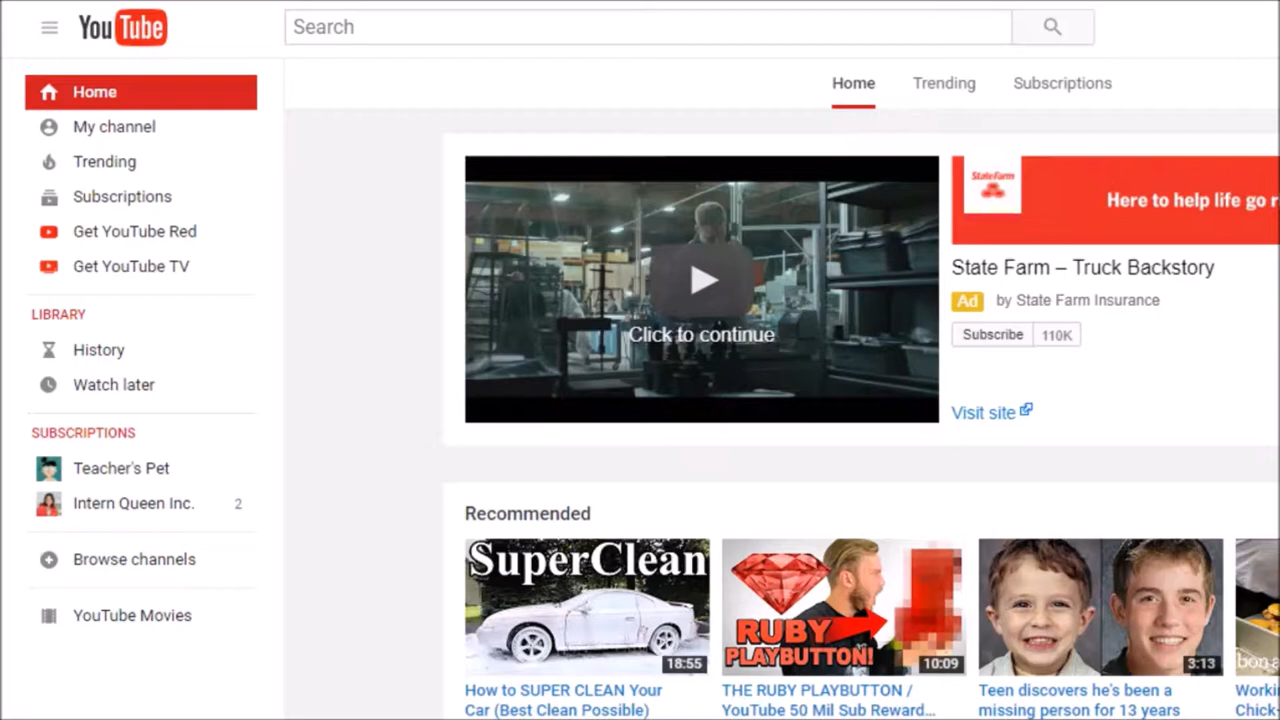 YouTube
Search
Home
My channel
Trending
Subscriptions
Get YouTube Red
Get YouTube TV
LIBRARY
History
Watch later
SUBSCRIPTIONS
Teacher's Pet
Intern Queen Inc. 2
Browse channels
YouTube Movies
Home Trending Subscriptions
Click to continue
StateFarm
Here to help life go r
State Farm – Truck Backstory
Ad by State Farm Insurance
Subscribe 110K
Visit site
Recommended
SuperClean
18:55
How to SUPER CLEAN Your
Car (Best Clean Possible)
RUBY
PLAYBUTTON!
10:09
THE RUBY PLAYBUTTON /
YouTube 50 Mil Sub Reward...
3:13
Teen discovers he's been a
missing person for 13 years
bon a
Worki
Chick